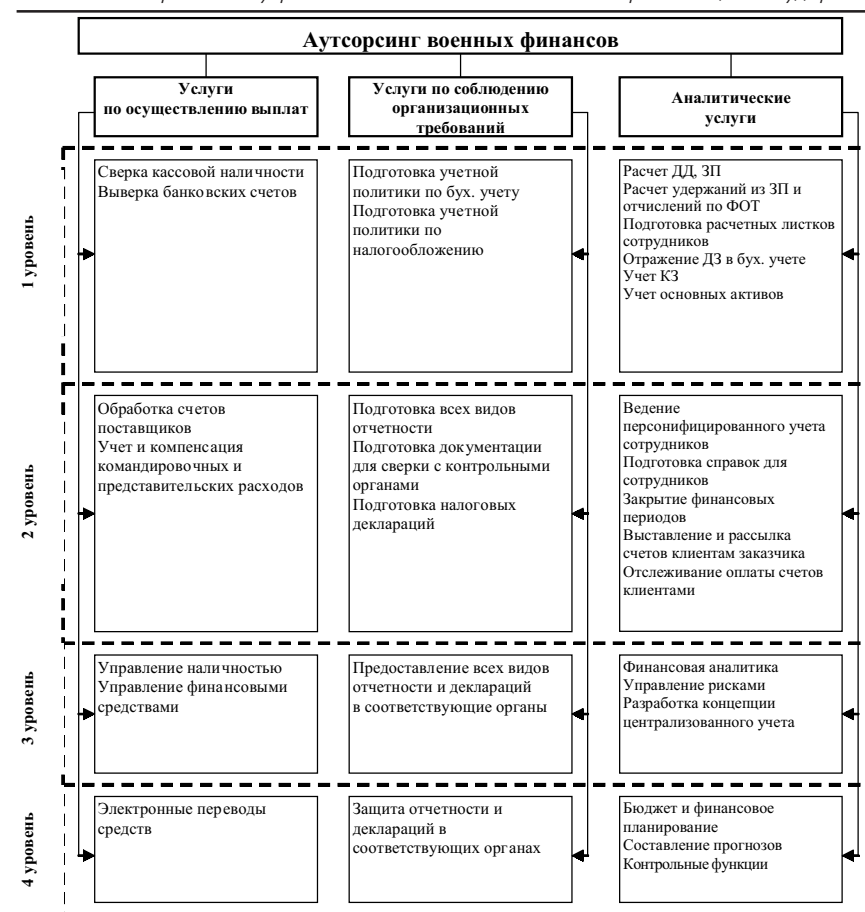 Аутсорсинг военных финансов
Услуги
по осуществлению выплат
Услуги по соблюдению
организационных
требований
Аналитические
услуги
1 уровень
Сверка кассовой наличности
Выверка банковских счетов
Подготовка учетной
политики по бух. учету
Подготовка учетной
политики по
налогообложению
Расчет ДД, ЗП
Расчет удержаний из ЗП и
отчислений по ФОТ
Подготовка расчетных листков
сотрудников
Отражение ДЗ в бух. учете
Учет КЗ
Учет основных активов
2 уровень
Обработка счетов
поставщиков
Учет и компенсация
командировочных и
представительских расходов
Подготовка всех видов
отчетности
Подготовка документации
для сверки с контрольными
органами
Подготовка налоговых
деклараций
Ведение
персонифицированного учета
сотрудников
Подготовка справок для
сотрудников
Закрытие финансовых
периодов
Выставление и рассылка
счетов клиентам заказчика
Отслеживание оплаты счетов
клиентами
3 уровень
Управление наличностью
Управление финансовыми
средствами
Предоставление всех видов
отчетности и деклараций
в соответствующие органы
Финансовая аналитика
Управление рисками
Разработка концепции
централизованного учета
4 уровень
Электронные переводы
средств
Защита отчетности и
деклараций в
соответствующих органах
Бюджет и финансовое
планирование
Составление прогнозов
Контрольные функции